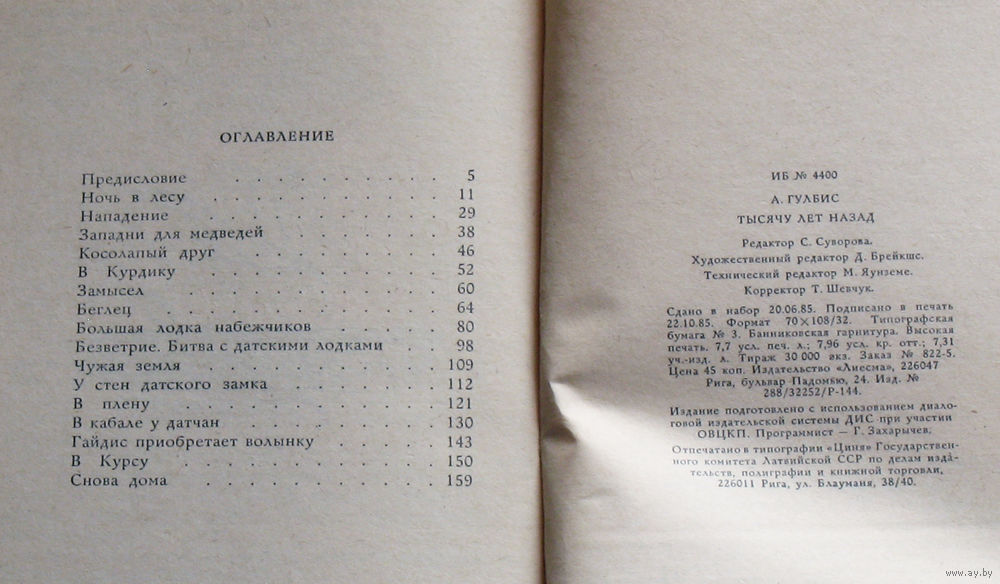 ОГЛАВЛЕНИЕ
Предисловие . . . . . . . . . . 5
Ночь в лесу . . . . . . . . . . . 11
Нападение . . . . . . . . . . . 29
Западни для медведей . . . . . . . 38
Косолапый друг . . . . . . . . . . 46
В Курдику . . . . . . . . . . . . 52
Замысел . . . . . . . . . . . . 60
Беглец . . . . . . . . . . . . . 64
Большая лодка набежчиков . . . . . 80
Безветрие. Битва с датскими лодками . . . 98
Чужая земля . . . . . . . . . . . 109
У стен датского замка . . . . . . . 112
В плену . . . . . . . . . . . . 121
В кабале у датчан . . . . . . . . . 130
Гайдис приобретает волынку . . . . . 143
В Курсу . . . . . . . . . . . . 150
Снова дома . . . . . . . . . . . 159
ИБ № 4400
А. ГУЛБИС
ТЫСЯЧУ ЛЕТ НАЗАД
Редактор С. Суворова.
Художественный редактор Д. Брейкшс.
Технический редактор М. Яунземе.
Корректор Т. Шевчук.
Сдано в набор 20.06.85. Подписано в печать
22.10.85. Формат 70×108/32. Типографская
бумага № 3. Банниковская гарнитура. Высокая
печать. 7,7 усл. печ. л.; 7,96 усл. кр. отт.; 7,31
уч.-изд. л. Тираж 30 000 экз. Заказ № 822-5.
Цена 45 коп. Издательство «Лиесма», 226047
Рига, бульвар Падомью, 24. Изд. №
288/32252/Р-144.
Издание подготовлено с использованием диало-
говой издательской системы ДИС при участии
ОВЦКП. Программист — Г. Захарычев.
Отпечатано в типографии «Циня» Государствен-
ного комитета Латвийской ССР по делам изда-
тельств, полиграфии и книжной торговли,
226011 Рига, ул. Блауманя, 38/40.
www.ay.by